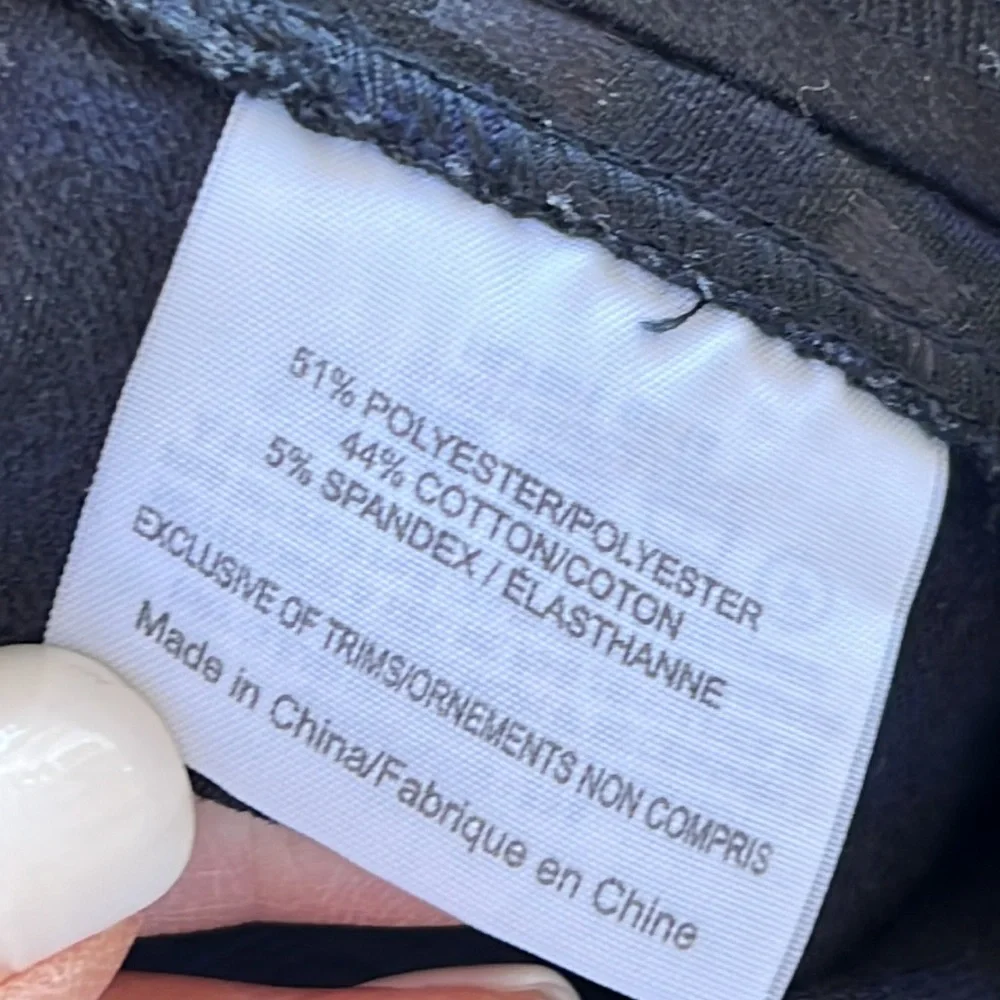 51% POLYESTER/POLYESTER
44% COTTON/COTON
5% SPANDEX / ÉLASTHANNE
EXCLUSIVE OF TRIMS/ORNEMENTS NON COMPRIS
Made in China/Fabrique en Chine